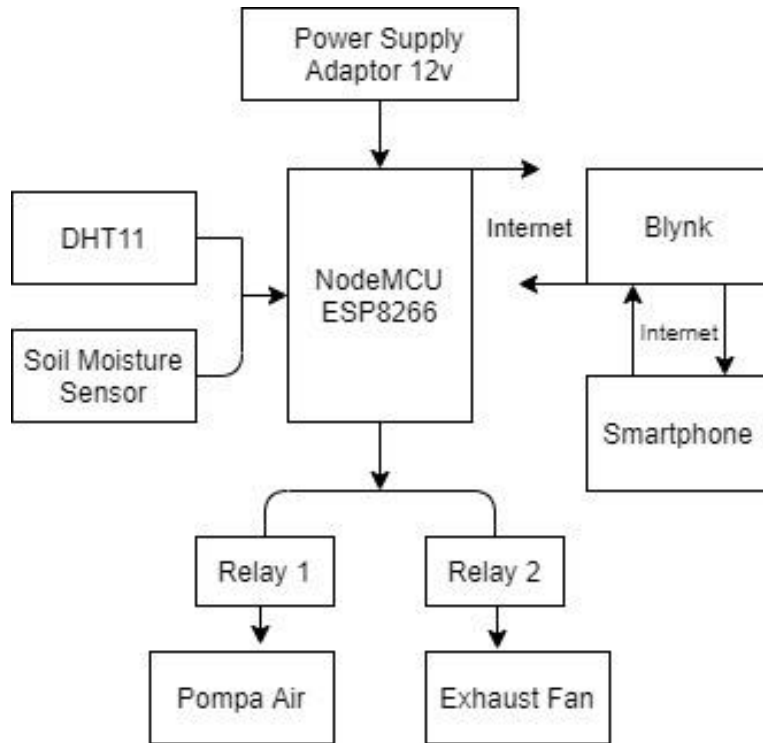 Power Supply
Adaptor 12v
DHT11
NodeMCU
ESP8266
Internet
Blynk
Soil Moisture
Sensor
Internet
Smartphone
Relay 1
Relay 2
Pompa Air
Exhaust Fan